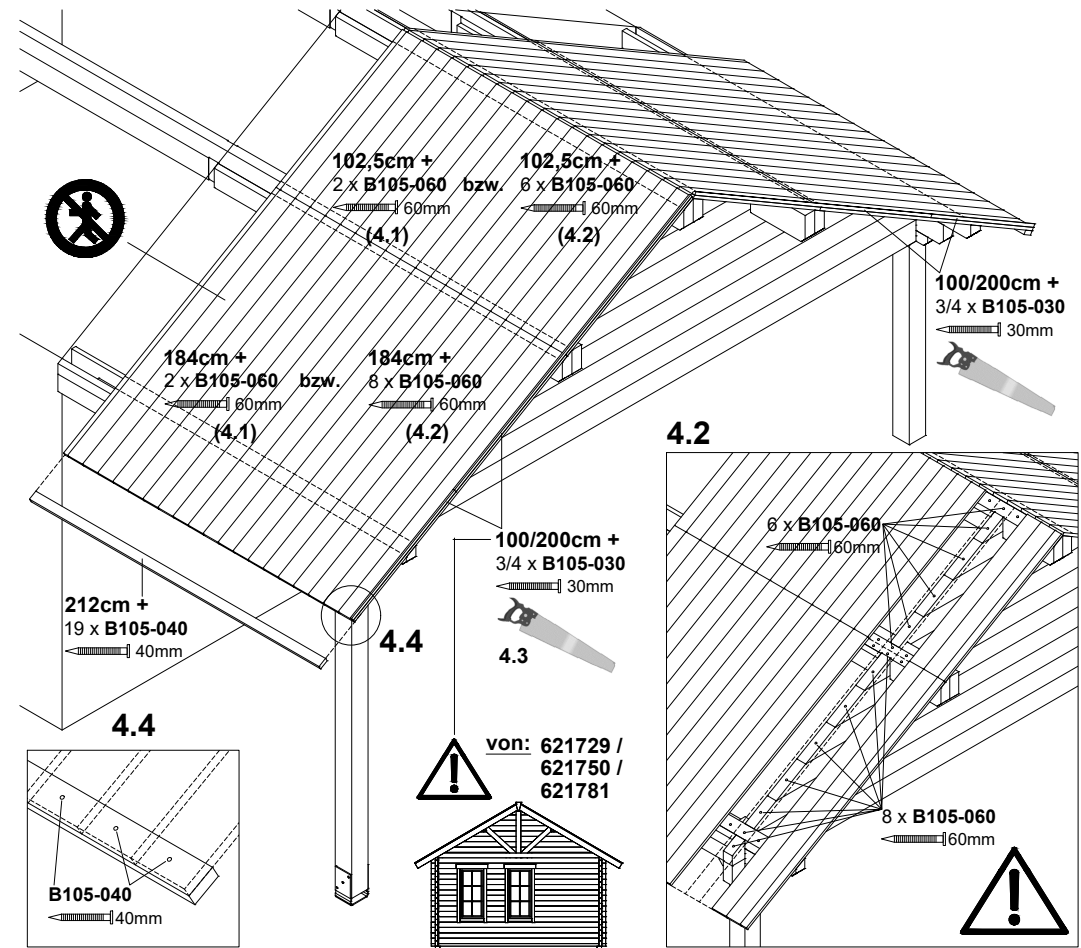 102,5cm +
2 x B105-060
60mm
(4.1)
bzw.
102,5cm +
6 x B105-060
60mm
(4.2)
100/200cm +
3/4 x B105-030
30mm
184cm +
2 x B105-060
60mm
(4.1)
bzw.
184cm +
8 x B105-060
60mm
(4.2)
4.2
6 x B105-060
60mm
8 x B105-060
60mm
100/200cm +
3/4 x B105-030
30mm
4.3
212cm +
19 x B105-040
40mm
4.4
4.4
B105-040
40mm
von: 621729 /
621750 /
621781